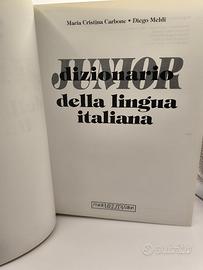 Maria Cristina Carbone • Diego Meldi
JUNIOR
dizionario
della lingua
italiana